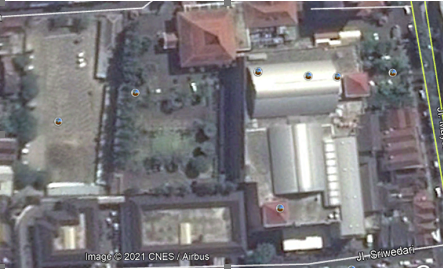 Jl. Sriwedari
Image © 2021 CNES / Airbus